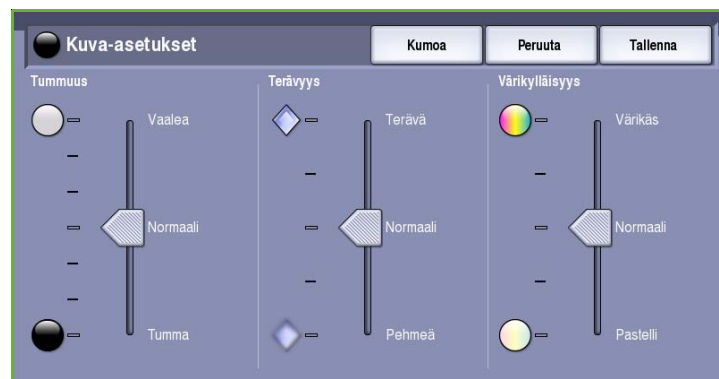 Kuva-asetukset
Kumoa
Peruuta
Tallenna
Tummuus
Terävyys
Värikylläisyys
Vaalea
Terävä
Värikäs
Normaali
Normaali
Normaali
Tumma
Pehmeä
Pastelli